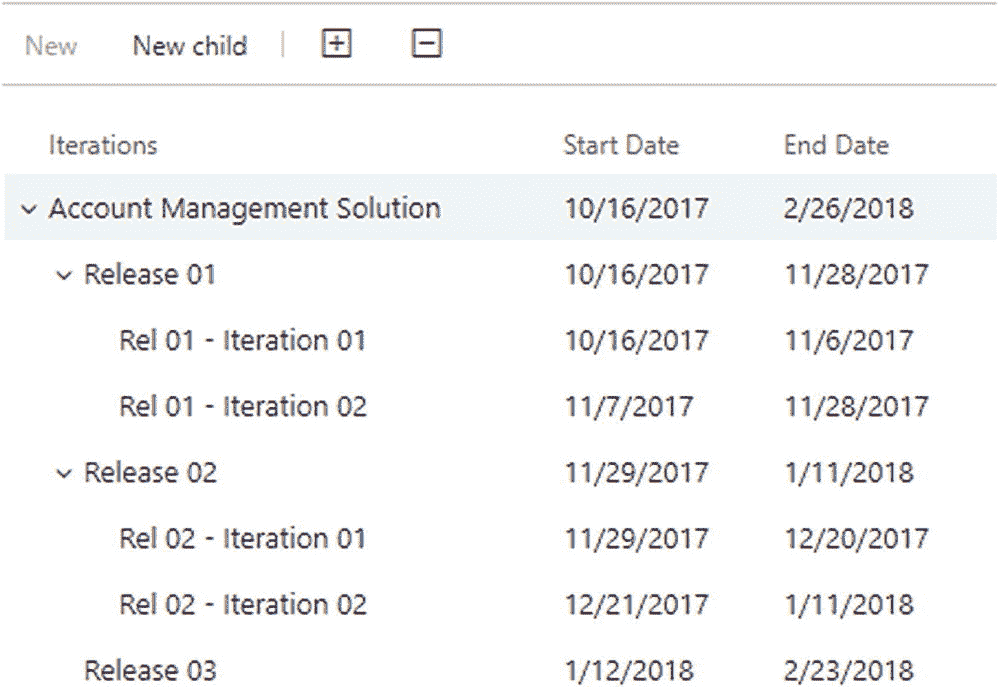 New New child
Iterations Start Date End Date
Account Management Solution 10/16/2017 2/26/2018
Release 01 10/16/2017 11/28/2017
Rel 01 - Iteration 01 10/16/2017 11/6/2017
Rel 01 - Iteration 02 11/7/2017 11/28/2017
Release 02 11/29/2017 1/11/2018
Rel 02 - Iteration 01 11/29/2017 12/20/2017
Rel 02 - Iteration 02 12/21/2017 1/11/2018
Release 03 1/12/2018 2/23/2018